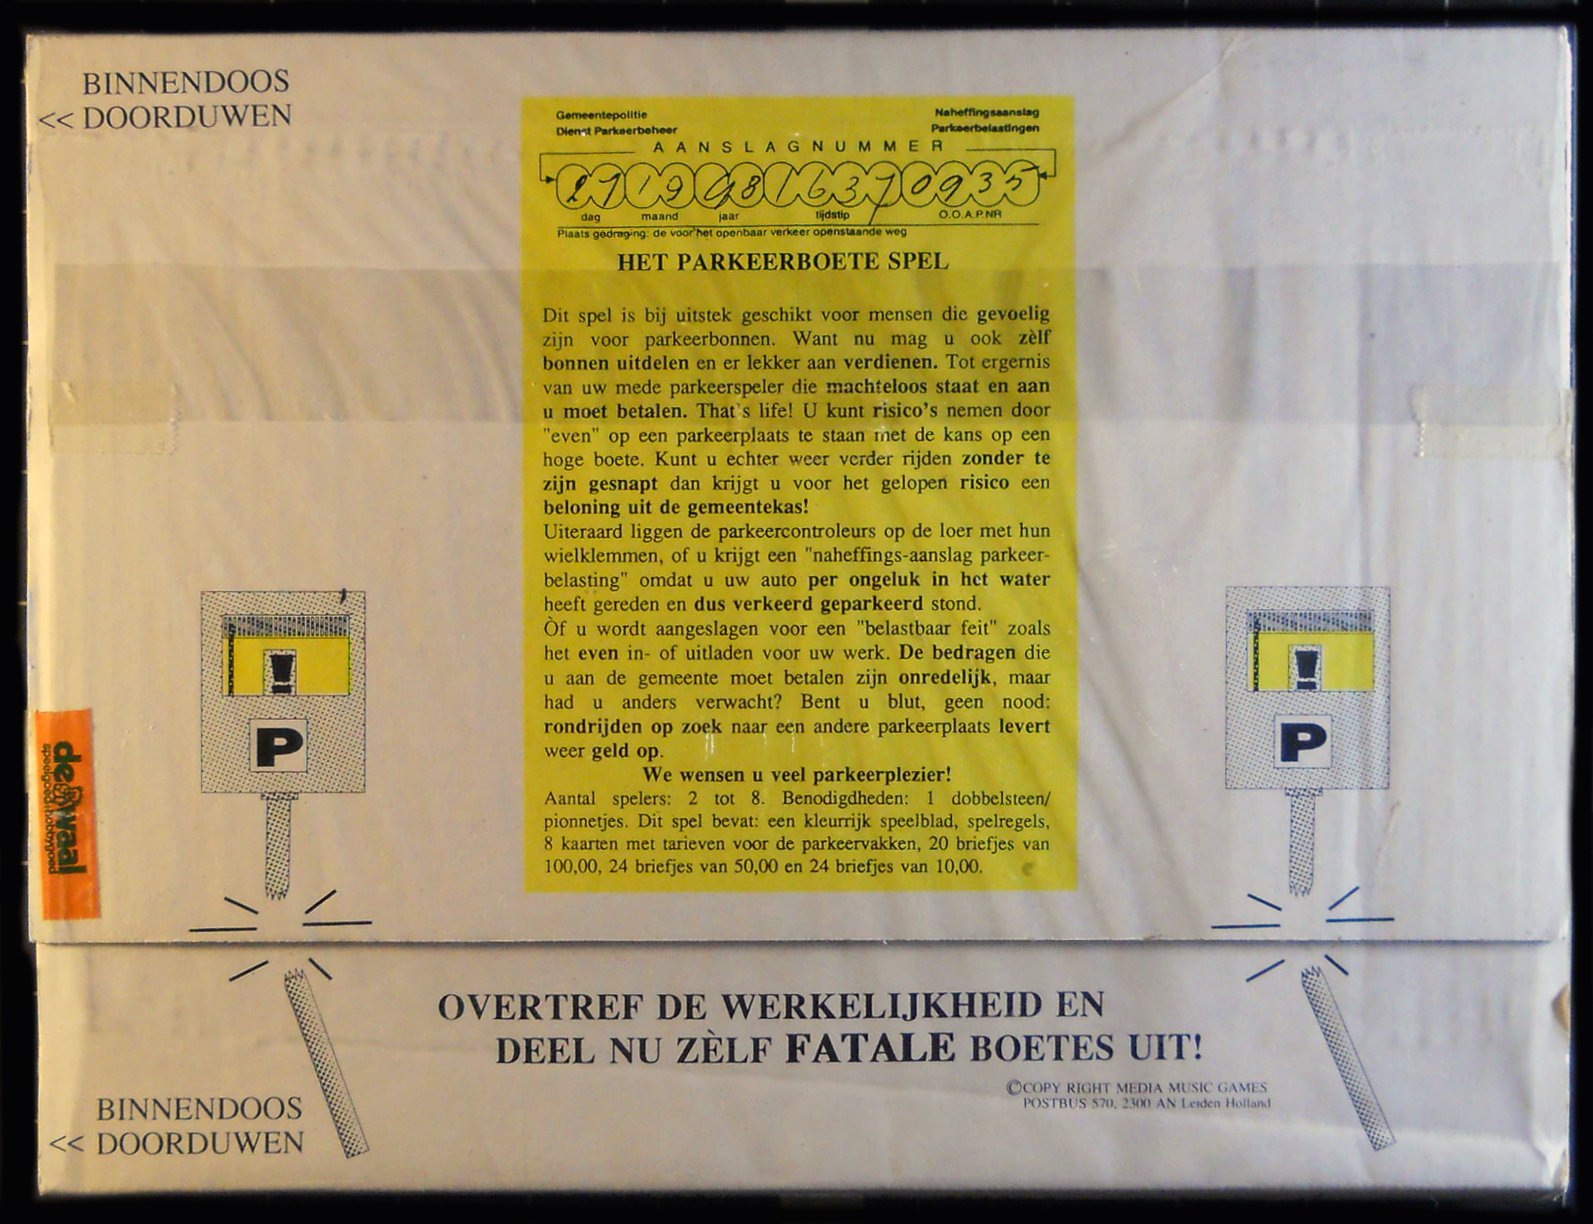 BINNENDOOS
<< DOORDUWEN
Gemeentepolitie
Dienst Parkeerbeheer
Naheffingsaanslag
Parkeerbelastingen
AANSLAGNUMMER
dag maand jaar tijdstip O.O.A.P.NR
Plaats gedraging: de voor het openbaar verkeer openstaande weg
HET PARKEERBOETE SPEL
Dit spel is bij uitstek geschikt voor mensen die gevoelig
zijn voor parkeerbonnen. Want nu mag u ook zèlf
bonnen uitdelen en er lekker aan verdienen. Tot ergernis
van uw mede parkeerspeler die machteloos staat en aan
u moet betalen. That's life! U kunt risico's nemen door
"even" op een parkeerplaats te staan met de kans op een
hoge boete. Kunt u echter weer verder rijden zonder te
zijn gesnapt dan krijgt u voor het gelopen risico een
beloning uit de gemeentekas!
Uiteraard liggen de parkeercontroleurs op de loer met hun
wielklemmen, of u krijgt een "naheffings-aanslag parkeer-
belasting" omdat u uw auto per ongeluk in het water
heeft gereden en dus verkeerd geparkeerd stond.
Òf u wordt aangeslagen voor een "belastbaar feit" zoals
het even in- of uitladen voor uw werk. De bedragen die
u aan de gemeente moet betalen zijn onredelijk, maar
had u anders verwacht? Bent u blut, geen nood:
rondrijden op zoek naar een andere parkeerplaats levert
weer geld op.
We wensen u veel parkeerplezier!
Aantal spelers: 2 tot 8. Benodigdheden: 1 dobbelsteen/
pionnetjes. Dit spel bevat: een kleurrijk speelblad, spelregels,
8 kaarten met tarieven voor de parkeervakken, 20 briefjes van
100,00, 24 briefjes van 50,00 en 24 briefjes van 10,00.
!
P
!
P
de waal
speelgoed/hobbygoed
OVERTREF DE WERKELIJKHEID EN
DEEL NU ZÈLF FATALE BOETES UIT!
©COPY RIGHT MEDIA MUSIC GAMES
POSTBUS 570, 2300 AN Leiden Holland
BINNENDOOS
<< DOORDUWEN